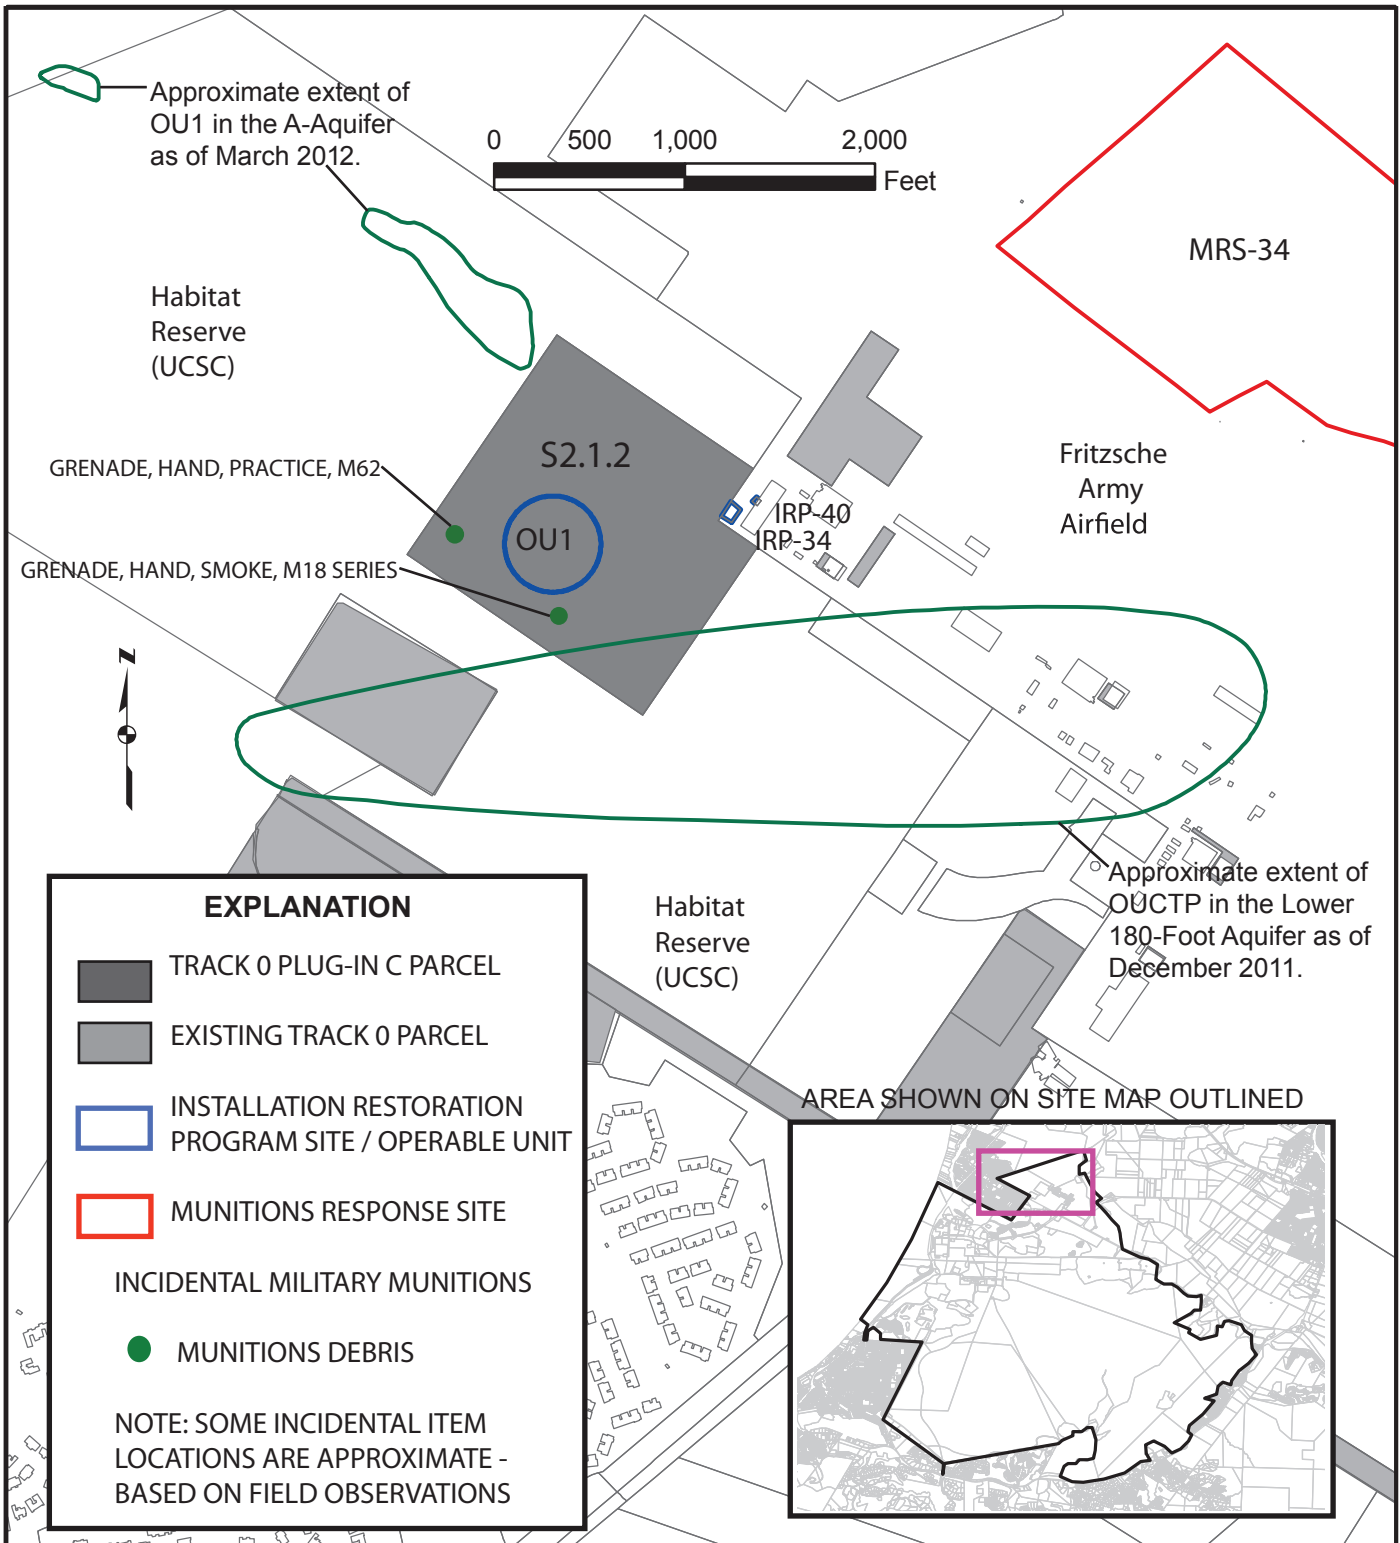 Approximate extent of
OU1 in the A-Aquifer
as of March 2012.
0 500 1,000 2,000
Feet
MRS-34
Habitat
Reserve
(UCSC)
S2.1.2
GRENADE, HAND, PRACTICE, M62
Fritzsche
Army
Airfield
IRP-40
IRP-34
OU1
GRENADE, HAND, SMOKE, M18 SERIES
Z
Approximate extent of
OUCTP in the Lower
180-Foot Aquifer as of
December 2011.
Habitat
Reserve
(UCSC)
EXPLANATION
TRACK 0 PLUG-IN C PARCEL
EXISTING TRACK 0 PARCEL
INSTALLATION RESTORATION
PROGRAM SITE / OPERABLE UNIT
MUNITIONS RESPONSE SITE
INCIDENTAL MILITARY MUNITIONS
MUNITIONS DEBRIS
NOTE: SOME INCIDENTAL ITEM
LOCATIONS ARE APPROXIMATE -
BASED ON FIELD OBSERVATIONS
AREA SHOWN ON SITE MAP OUTLINED